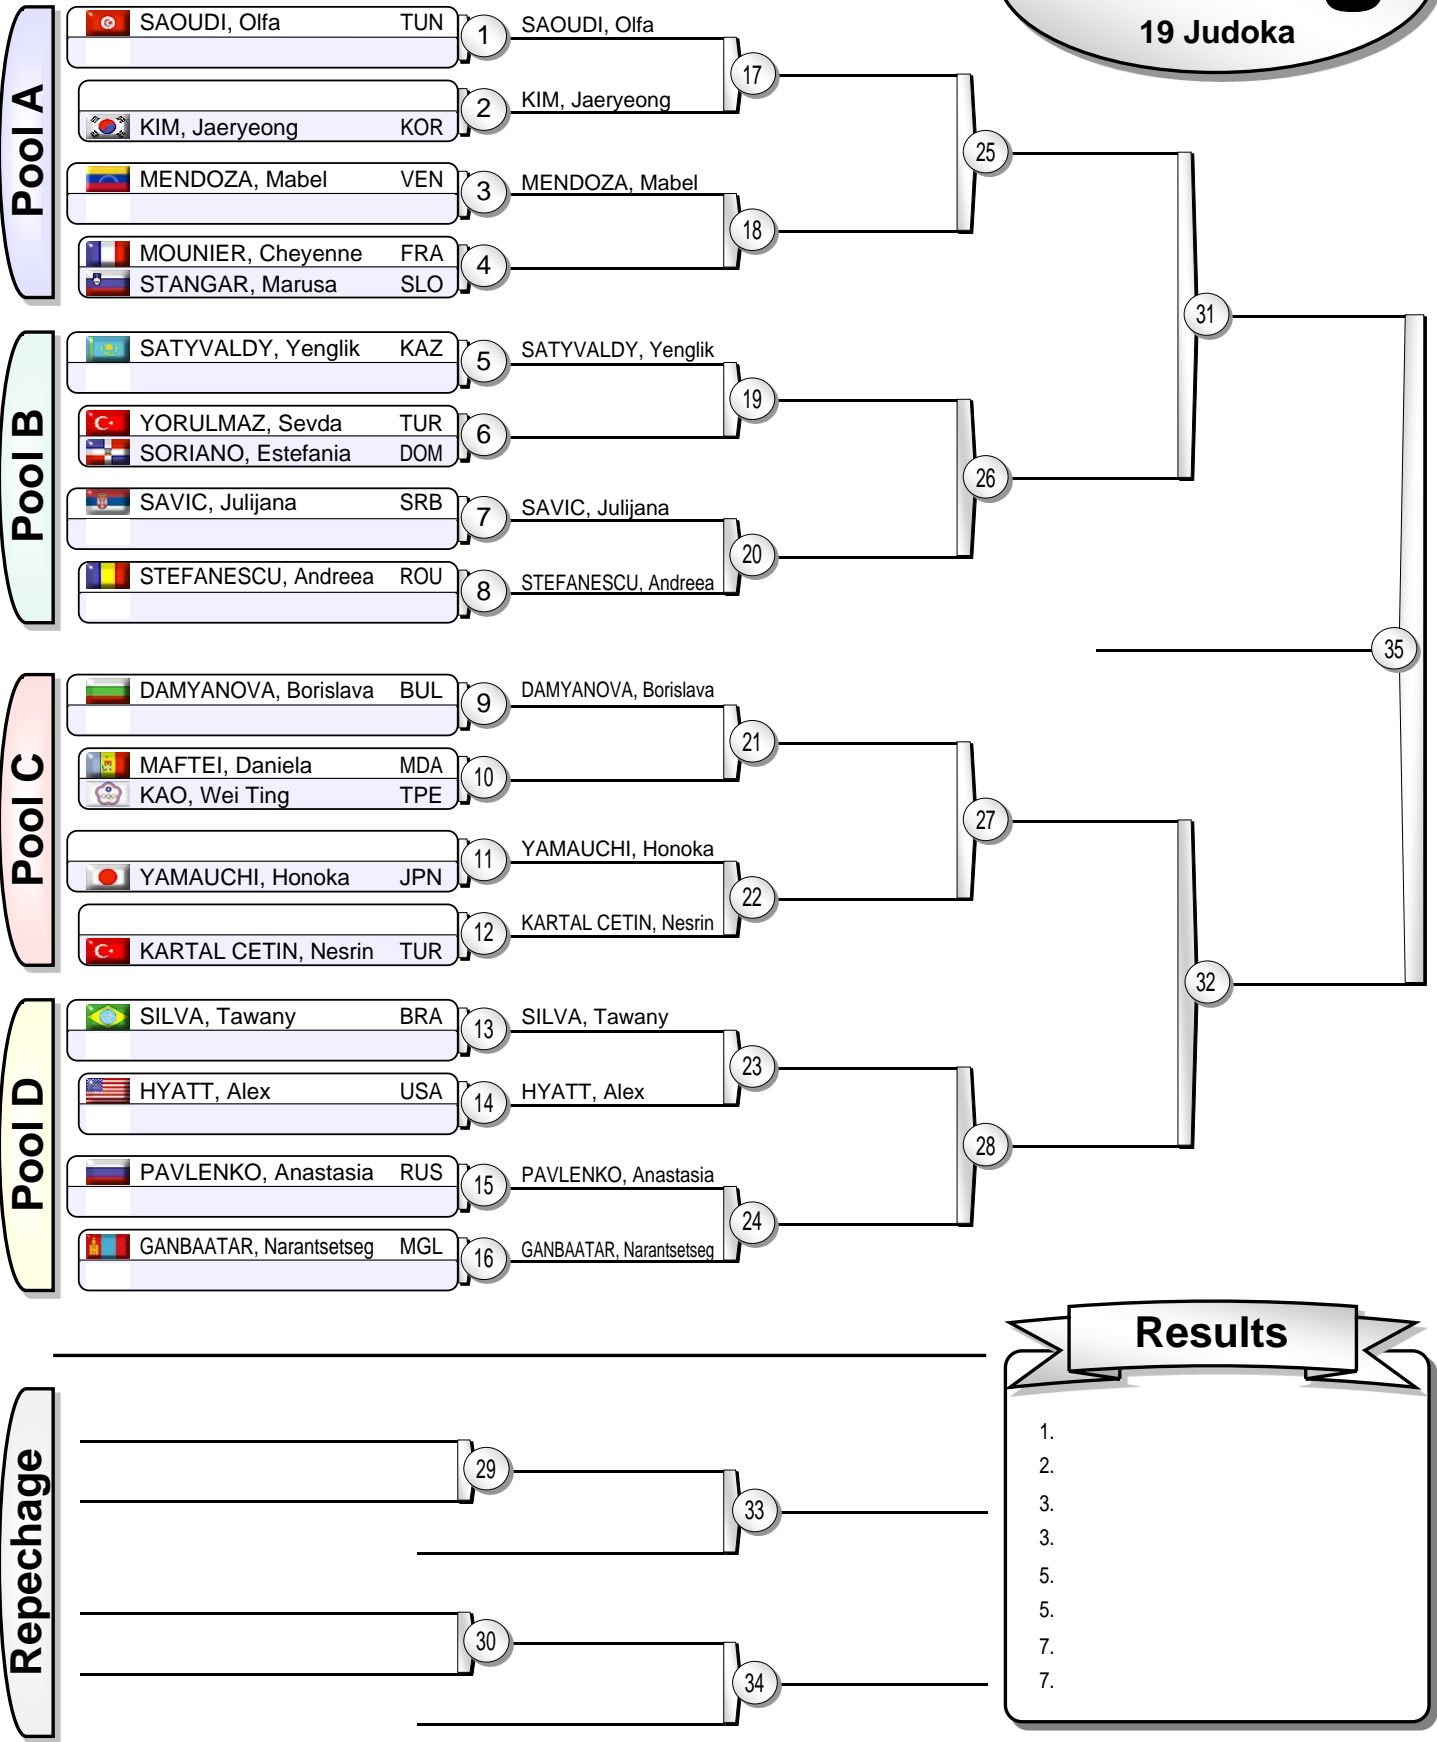 19 Judoka
Pool A
SAOUDI, Olfa TUN
1
SAOUDI, Olfa
17
2
KIM, Jaeryeong
KIM, Jaeryeong KOR
25
MENDOZA, Mabel VEN
3
MENDOZA, Mabel
18
MOUNIER, Cheyenne FRA
4
STANGAR, Marusa SLO
31
Pool B
SATYVALDY, Yenglik KAZ
5
SATYVALDY, Yenglik
19
YORULMAZ, Sevda TUR
6
SORIANO, Estefania DOM
26
SAVIC, Julijana SRB
7
SAVIC, Julijana
20
STEFANESCU, Andreea ROU
8
STEFANESCU, Andreea
35
Pool C
DAMYANOVA, Borislava BUL
9
DAMYANOVA, Borislava
21
MAFTEI, Daniela MDA
10
KAO, Wei Ting TPE
27
11
YAMAUCHI, Honoka
YAMAUCHI, Honoka JPN
22
12
KARTAL CETIN, Nesrin
KARTAL CETIN, Nesrin TUR
32
Pool D
SILVA, Tawany BRA
13
SILVA, Tawany
23
HYATT, Alex USA
14
HYATT, Alex
28
PAVLENKO, Anastasia RUS
15
PAVLENKO, Anastasia
24
GANBAATAR, Narantsetseg MGL
16
GANBAATAR, Narantsetseg
Repechage
29
33
30
34
Results
1.
2.
3.
3.
5.
5.
7.
7.